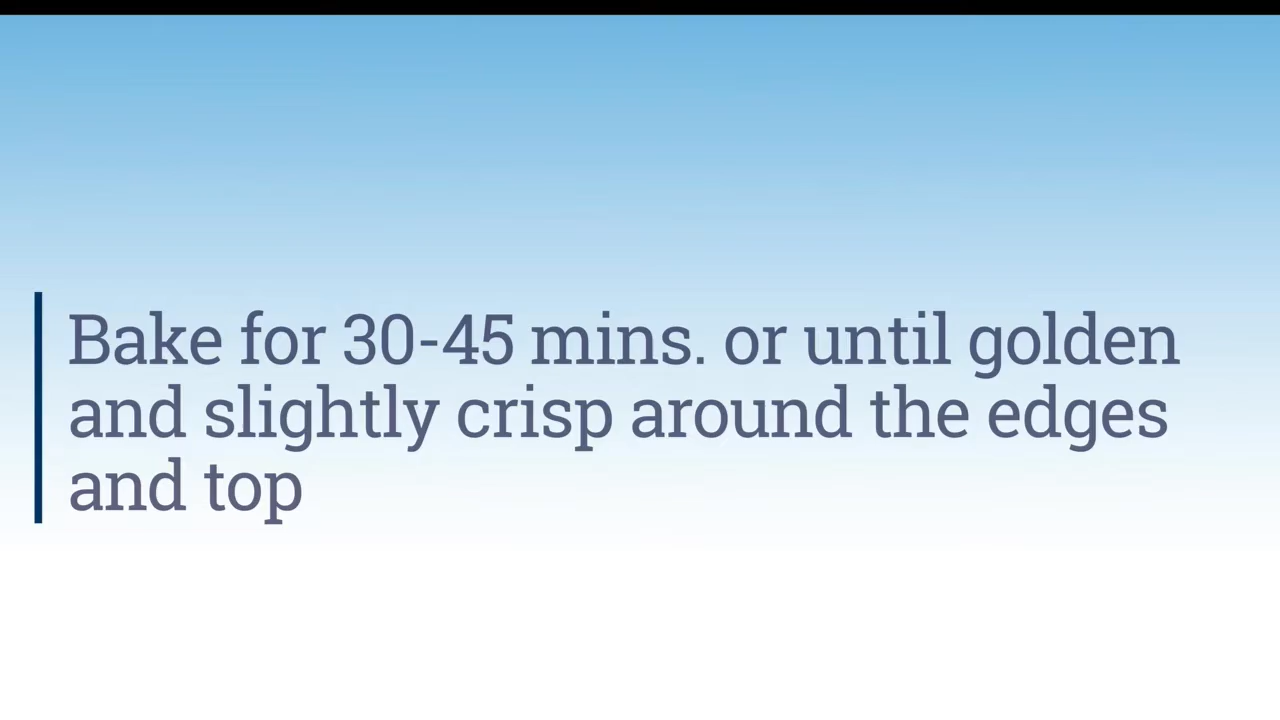 Bake for 30-45 mins. or until golden
and slightly crisp around the edges
and top